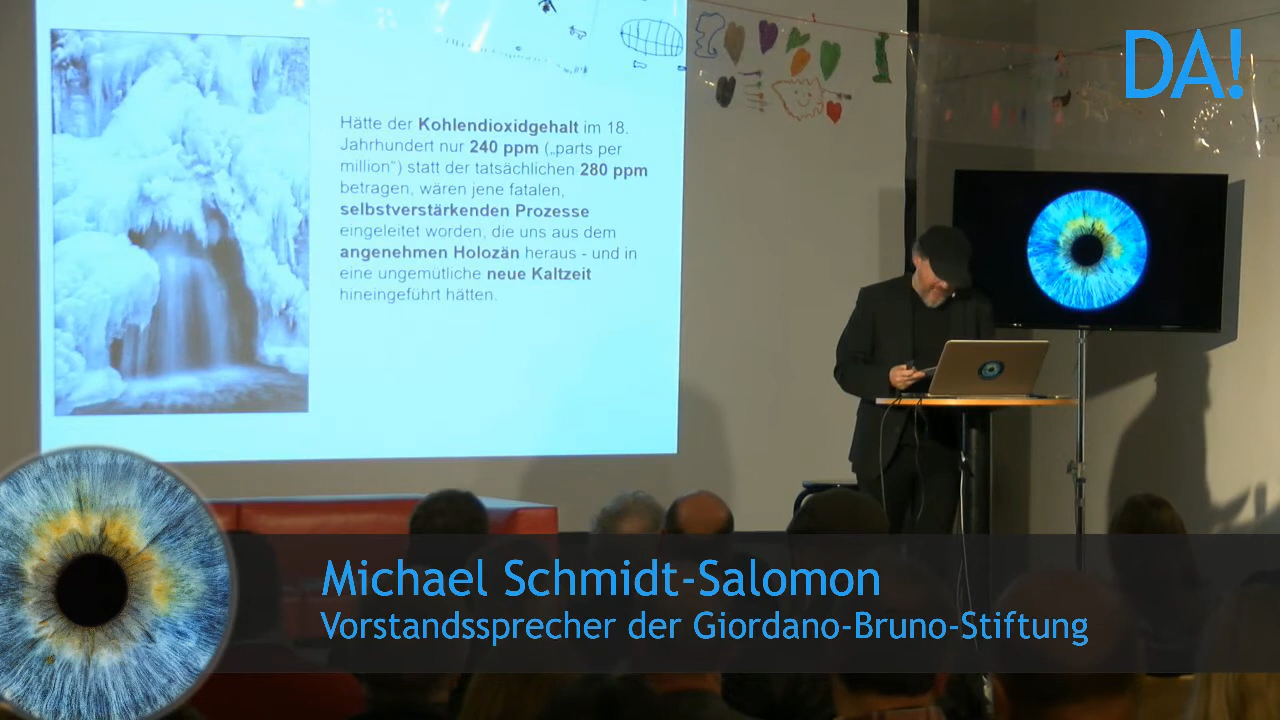 DA!
Hätte der Kohlendioxidgehalt im 18.
Jahrhundert nur 240 ppm („parts per
million“) statt der tatsächlichen 280 ppm
betragen, wären jene fatalen,
selbstverstärkenden Prozesse
eingeleitet worden, die uns aus dem
angenehmen Holozän heraus - und in
eine ungemütliche neue Kaltzeit
hineingeführt hätten.
Michael Schmidt-Salomon
Vorstandssprecher der Giordano-Bruno-Stiftung